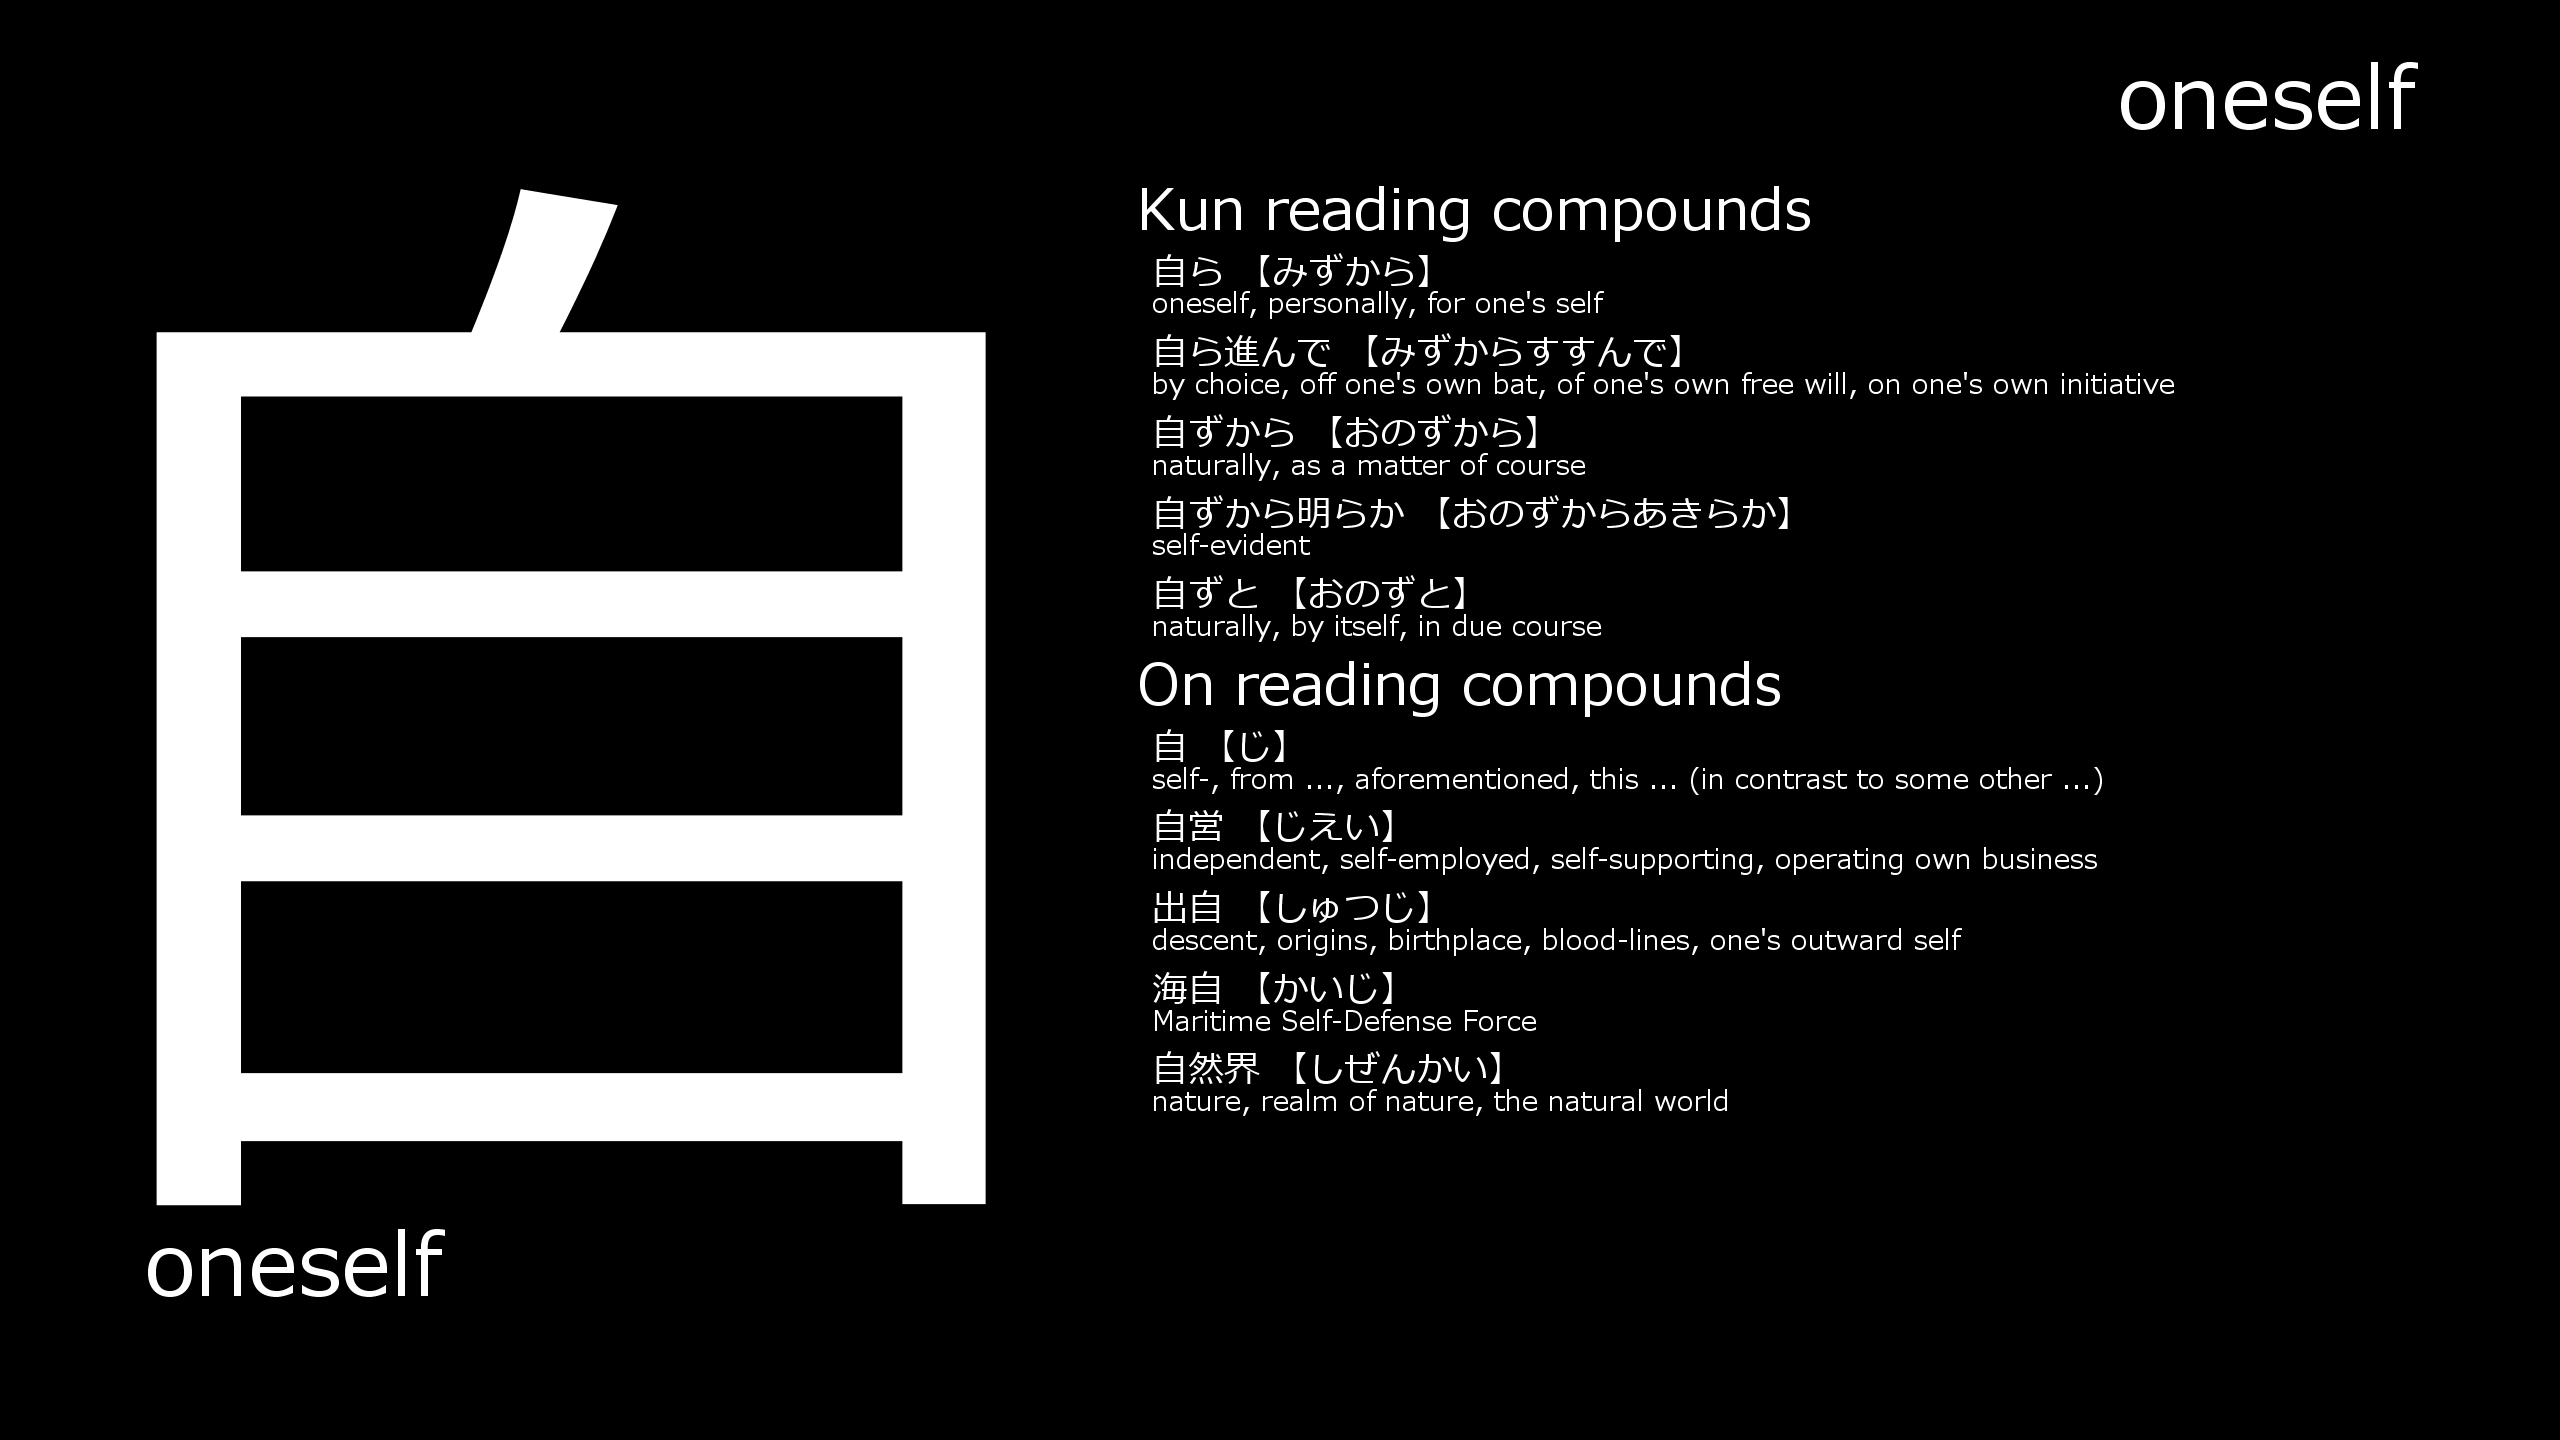 oneself
自
oneself
Kun reading compounds
自ら 【みずから】
oneself, personally, for one's self
自ら進んで 【みずからすすんで】
by choice, off one's own bat, of one's own free will, on one's own initiative
自ずから 【おのずから】
naturally, as a matter of course
自ずから明らか 【おのずからあきらか】
self-evident
自ずと 【おのずと】
naturally, by itself, in due course
On reading compounds
自 【じ】
self-, from ..., aforementioned, this ... (in contrast to some other ...)
自営 【じえい】
independent, self-employed, self-supporting, operating own business
出自 【しゅつじ】
descent, origins, birthplace, blood-lines, one's outward self
海自 【かいじ】
Maritime Self-Defense Force
自然界 【しぜんかい】
nature, realm of nature, the natural world